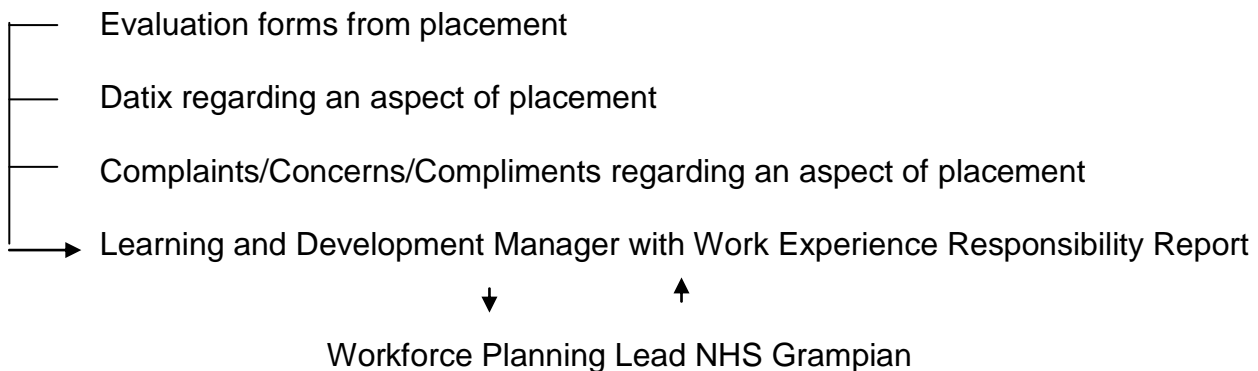 Evaluation forms from placement
Datix regarding an aspect of placement
Complaints/Concerns/Compliments regarding an aspect of placement
Learning and Development Manager with Work Experience Responsibility Report
Workforce Planning Lead NHS Grampian